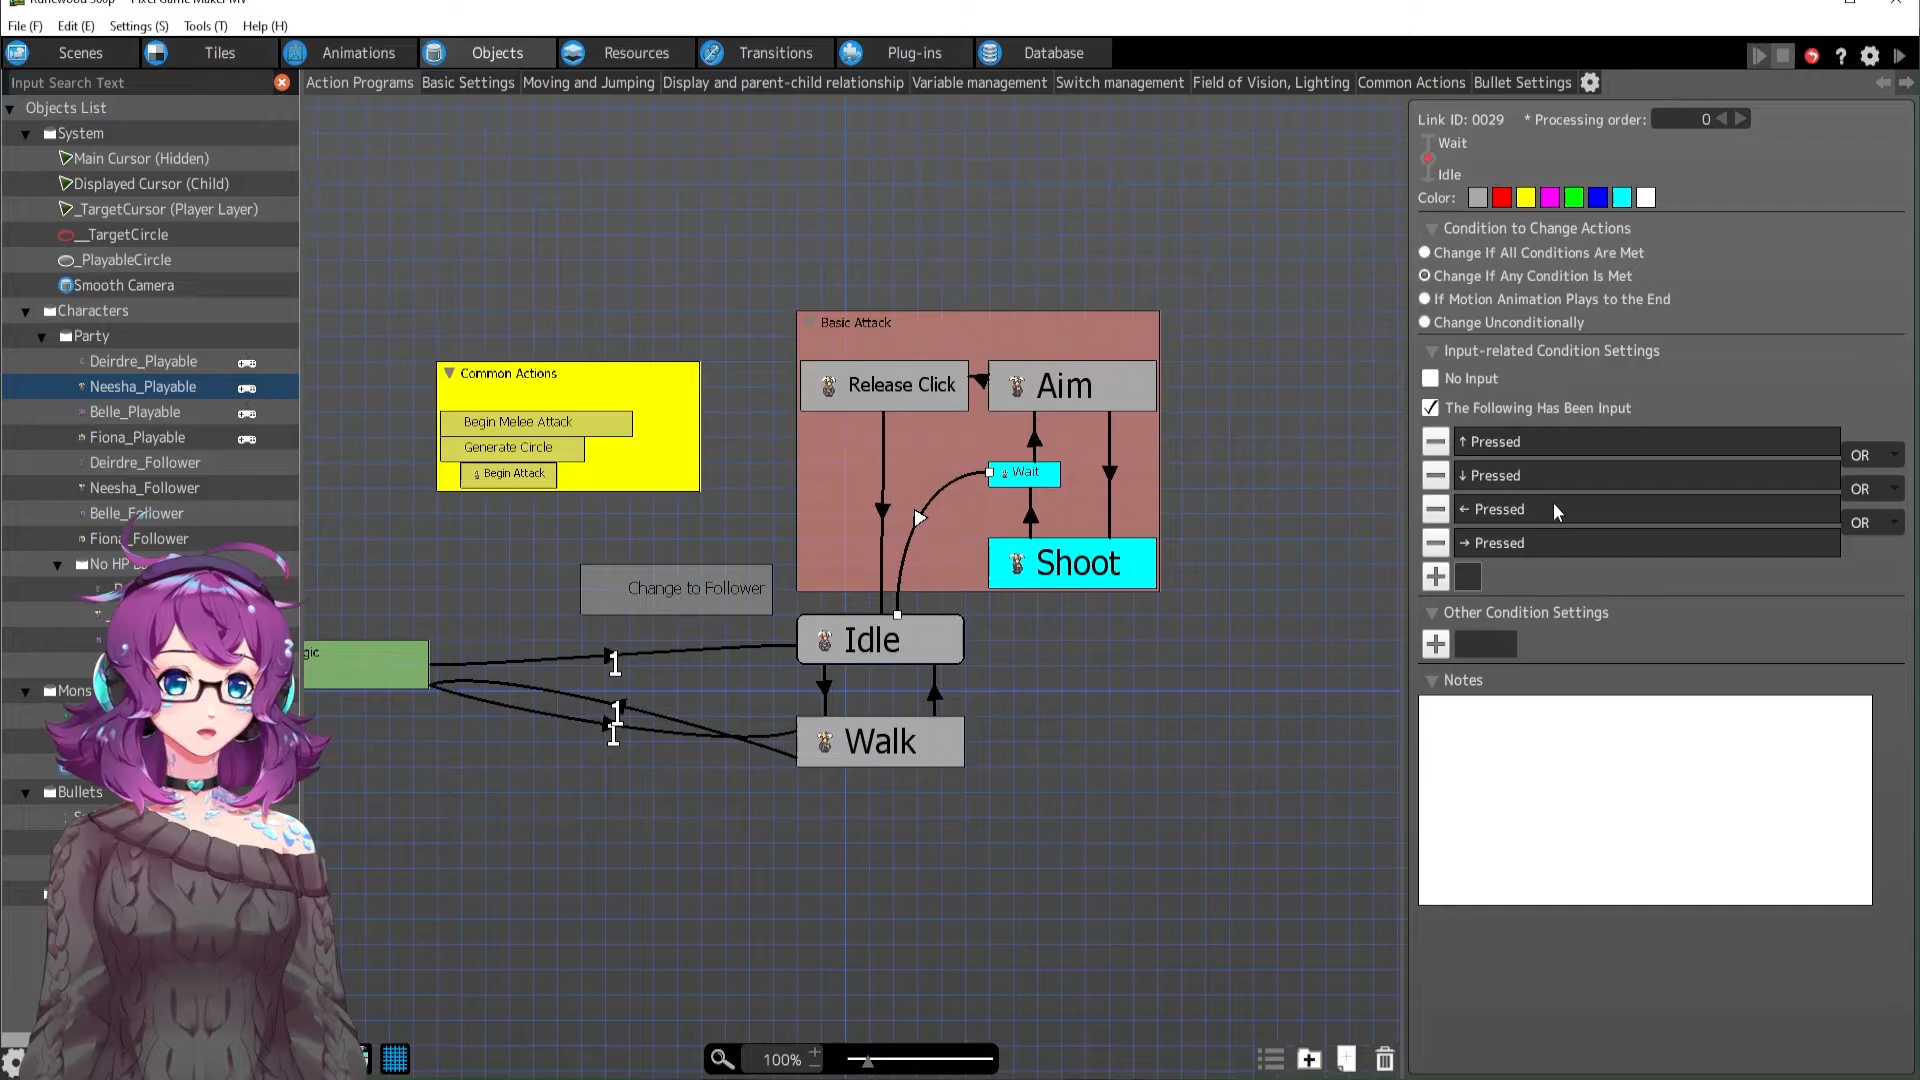 File (F) Edit (E) Settings (S) Tools (T) Help (H)
Scenes Tiles Animations Objects Resources Transitions Plug-ins Database
Input Search Text
Action Programs Basic Settings Moving and Jumping Display and parent-child relationship Variable management Switch management Field of Vision, Lighting Common Actions Bullet Settings
Objects List
System
Main Cursor (Hidden)
Displayed Cursor (Child)
_TargetCursor (Player Layer)
__TargetCircle
_PlayableCircle
Smooth Camera
Characters
Party
Deirdre_Playable
Neesha_Playable
Belle_Playable
Fiona_Playable
Deirdre_Follower
Neesha_Follower
Belle_Follower
Fiona_Follower
No HP
Mons
Bullets
Common Actions
Begin Melee Attack
Generate Circle
Begin Attack
Basic Attack
Release Click
Aim
Wait
Shoot
Change to Follower
gic
Idle
Walk
1
1
1
100%
Link ID: 0029 * Processing order: 0
Wait
Idle
Color:
Condition to Change Actions
Change If All Conditions Are Met
Change If Any Condition Is Met
If Motion Animation Plays to the End
Change Unconditionally
Input-related Condition Settings
No Input
The Following Has Been Input
↑ Pressed
OR
↓ Pressed
OR
← Pressed
OR
→ Pressed
Other Condition Settings
Notes